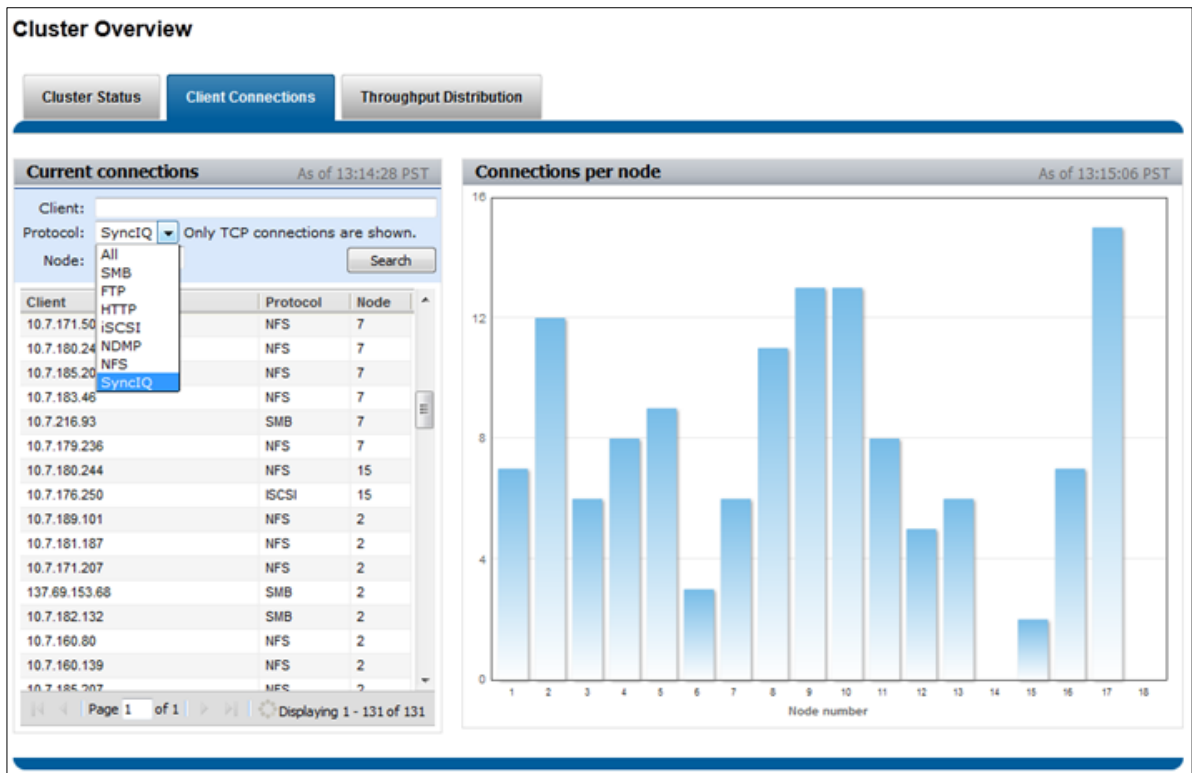 Cluster Overview
Cluster Status
Client Connections
Throughput Distribution
Current connections As of 13:14:28 PST
Client:
Protocol: SyncIQ Only TCP connections are shown.
Node: Search
All
SMB
FTP
HTTP
iSCSI
NDMP
NFS
SyncIQ
Client Protocol Node
10.7.171.50 NFS 7
10.7.180.24 NFS 7
10.7.185.20 NFS 7
10.7.183.46 NFS 7
10.7.216.93 SMB 7
10.7.179.236 NFS 7
10.7.180.244 NFS 15
10.7.176.250 ISCSI 15
10.7.189.101 NFS 2
10.7.181.187 NFS 2
10.7.171.207 NFS 2
137.69.153.68 SMB 2
10.7.182.132 SMB 2
10.7.160.80 NFS 2
10.7.160.139 NFS 2
10.7.185.207 NFS 2
Page 1 of 1 Displaying 1 - 131 of 131
Connections per node As of 13:15:06 PST
16
12
8
4
0
1 2 3 4 5 6 7 8 9 10 11 12 13 14 15 16 17 18
Node number